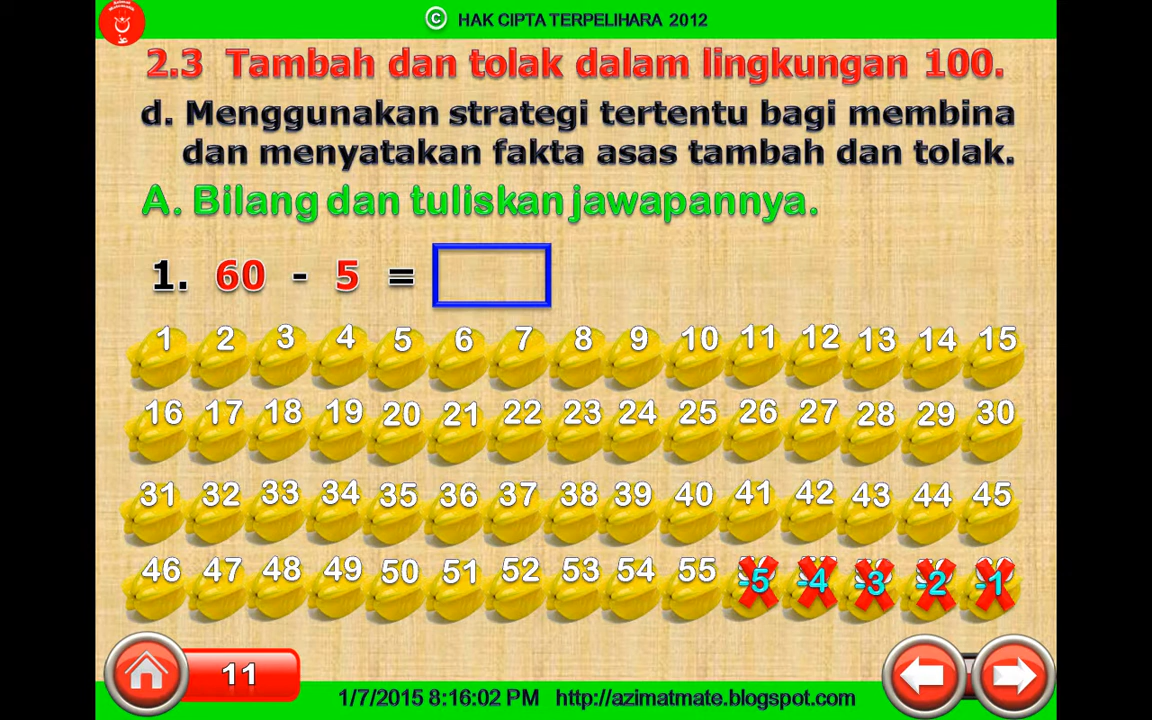 © HAK CIPTA TERPELIHARA 2012
2.3 Tambah dan tolak dalam lingkungan 100.
d. Menggunakan strategi tertentu bagi membina
dan menyatakan fakta asas tambah dan tolak.
A. Bilang dan tuliskan jawapannya.
1. 60 - 5 =
1 2 3 4 5 6 7 8 9 10 11 12 13 14 15
16 17 18 19 20 21 22 23 24 25 26 27 28 29 30
31 32 33 34 35 36 37 38 39 40 41 42 43 44 45
46 47 48 49 50 51 52 53 54 55 -5 -4 -3 -2 -1
11
1/7/2015 8:16:02 PM http://azimatmate.blogspot.com